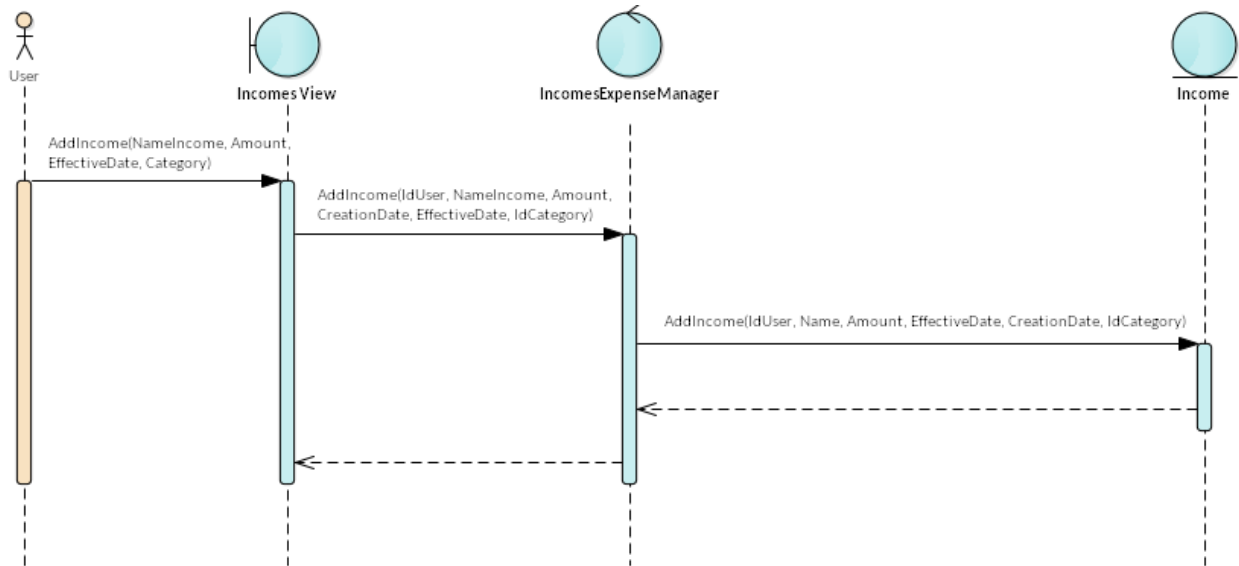 User
Incomes View
IncomesExpenseManager
Income
AddIncome(NameIncome, Amount,
EffectiveDate, Category)
AddIncome(IdUser, NameIncome, Amount,
CreationDate, EffectiveDate, IdCategory)
AddIncome(IdUser, Name, Amount, EffectiveDate, CreationDate, IdCategory)